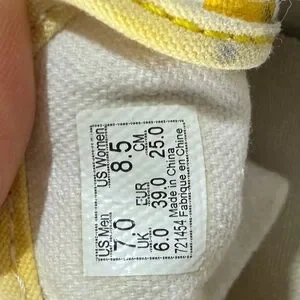 US Men US Women
7.0 8.5
UK EUR CM
6.0 39.0 25.0
Made in China
721454 Fabriqué en Chine